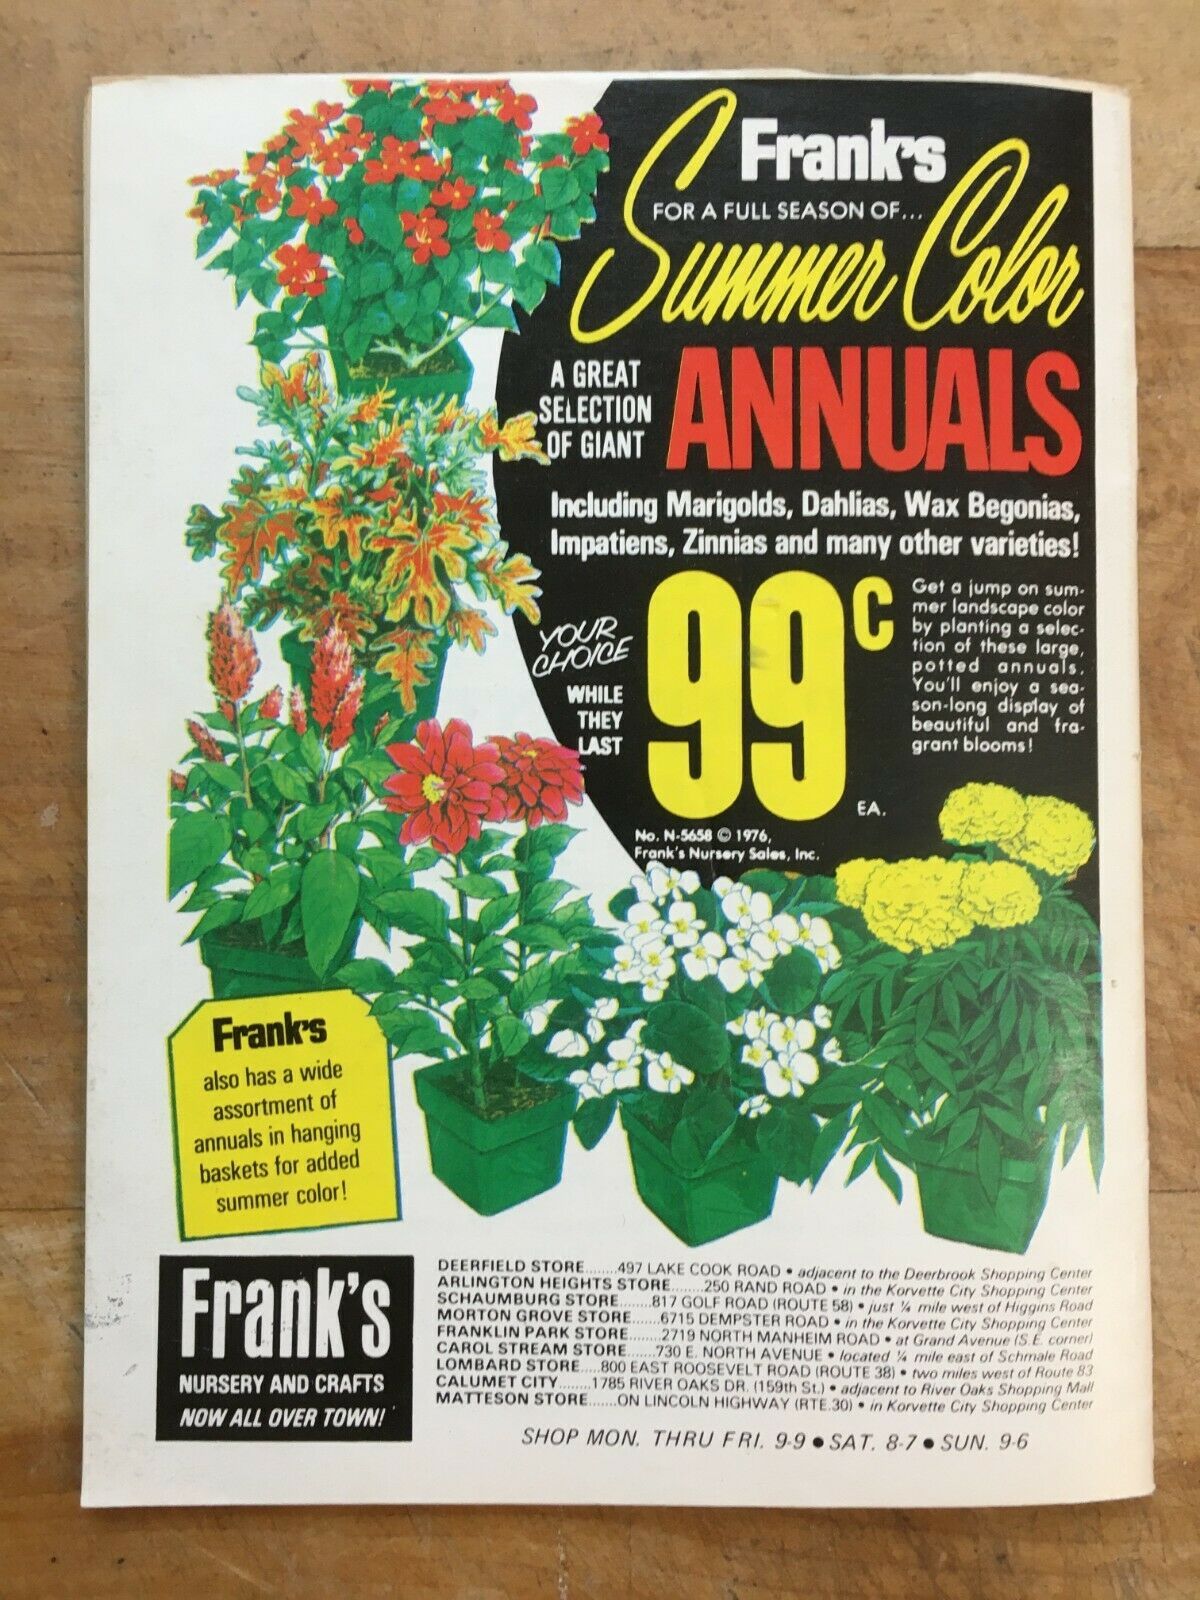 Frank's
FOR A FULL SEASON OF...
Summer Color
A GREAT
SELECTION
OF GIANT
ANNUALS
Including Marigolds, Dahlias, Wax Begonias,
Impatiens, Zinnias and many other varieties!
YOUR
CHOICE
WHILE
THEY
LAST
99c
EA.
Get a jump on sum-
mer landscape color
by planting a selec-
tion of these large,
potted annuals.
You'll enjoy a sea-
son-long display of
beautiful and fra-
grant blooms!
No. N-5658 © 1976,
Frank's Nursery Sales, Inc.
Frank's
also has a wide
assortment of
annuals in hanging
baskets for added
summer color!
Frank's
NURSERY AND CRAFTS
NOW ALL OVER TOWN!
DEERFIELD STORE........497 LAKE COOK ROAD • adjacent to the Deerbrook Shopping Center
ARLINGTON HEIGHTS STORE........250 RAND ROAD • in the Korvette City Shopping Center
SCHAUMBURG STORE........817 GOLF ROAD (ROUTE 58) • just ¼ mile west of Higgins Road
MORTON GROVE STORE........6715 DEMPSTER ROAD • in the Korvette City Shopping Center
FRANKLIN PARK STORE........2719 NORTH MANHEIM ROAD • at Grand Avenue (S.E. corner)
CAROL STREAM STORE........730 E. NORTH AVENUE • located ¼ mile east of Schmale Road
LOMBARD STORE.....800 EAST ROOSEVELT ROAD (ROUTE 38) • two miles west of Route 83
CALUMET CITY........1785 RIVER OAKS DR. (159th St.) • adjacent to River Oaks Shopping Mall
MATTESON STORE......ON LINCOLN HIGHWAY (RTE.30) • in Korvette City Shopping Center
SHOP MON. THRU FRI. 9-9 • SAT. 8-7 • SUN. 9-6